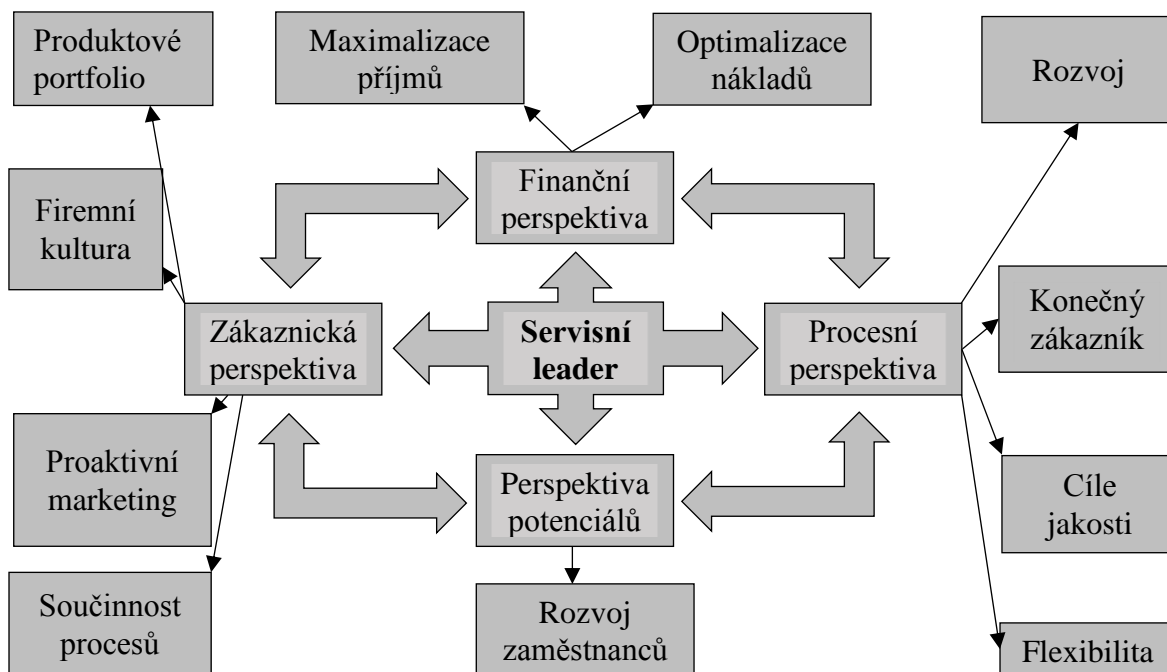 Produktové
portfolio
Maximalizace
příjmů
Optimalizace
nákladů
Rozvoj
Firemní
kultura
Finanční
perspektiva
Zákaznická
perspektiva
Servisní
leader
Procesní
perspektiva
Konečný
zákazník
Proaktivní
marketing
Perspektiva
potenciálů
Cíle
jakosti
Součinnost
procesů
Rozvoj
zaměstnanců
Flexibilita